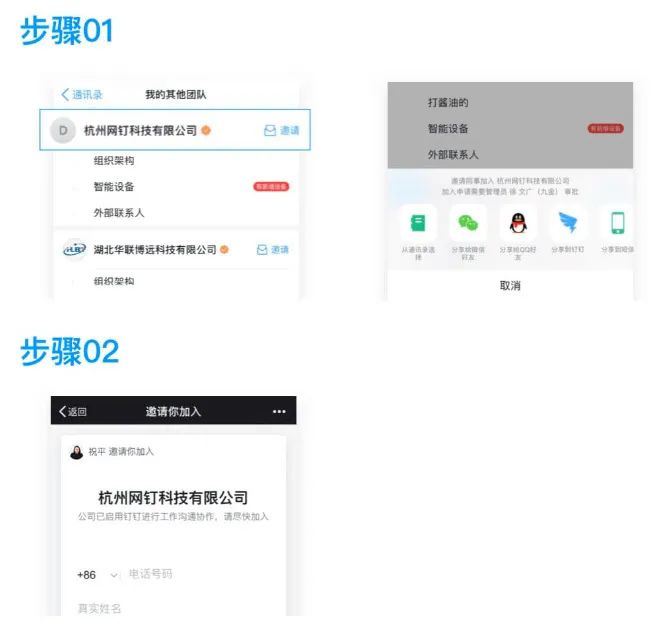 步骤01
通讯录
我的其他团队
D
杭州网钉科技有限公司
邀请
组织架构
智能设备
外部联系人
湖北华联博远科技有限公司
邀请
组织架构
打酱油的
智能设备
外部联系人
邀请同事加入 杭州网钉科技有限公司
加入申请需要管理员 徐 文广（九金） 审批
从通讯录选
择
分享给微信
好友
分享给QQ好
友
分享到钉钉
分享到短信
取消
步骤02
返回
邀请你加入
祝平 邀请你加入
杭州网钉科技有限公司
公司已启用钉钉进行工作沟通协作，请尽快加入
+86
电话号码
真实姓名